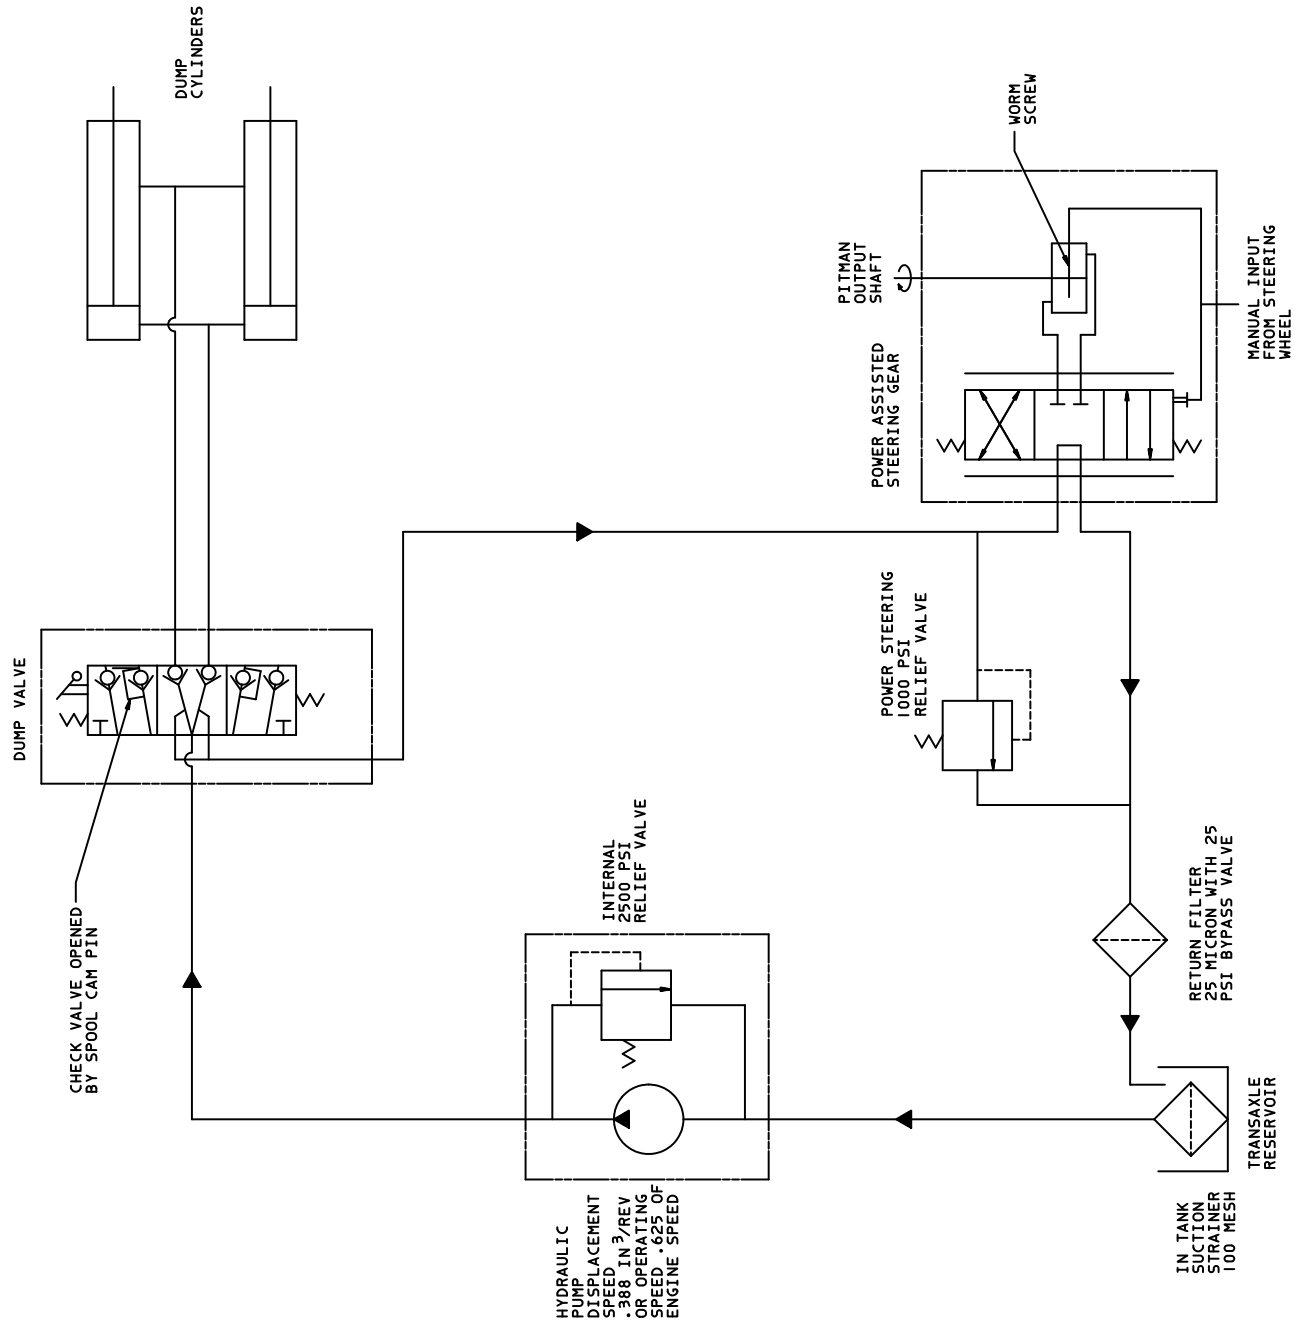 DUMP
CYLINDERS
DUMP VALVE
CHECK VALVE OPENED
BY SPOOL CAM PIN
WORM
SCREW
PITMAN
OUTPUT
SHAFT
POWER ASSISTED
STEERING GEAR
MANUAL INPUT
FROM STEERING
WHEEL
POWER STEERING
1000 PSI
RELIEF VALVE
INTERNAL
2500 PSI
RELIEF VALVE
RETURN FILTER
25 MICRON WITH 25
PSI BYPASS VALVE
HYDRAULIC
PUMP
DISPLACEMENT
SPEED
.388 IN³/REV
OR OPERATING
SPEED .625 OF
ENGINE SPEED
TRANSAXLE
RESERVOIR
IN TANK
SUCTION
STRAINER
100 MESH